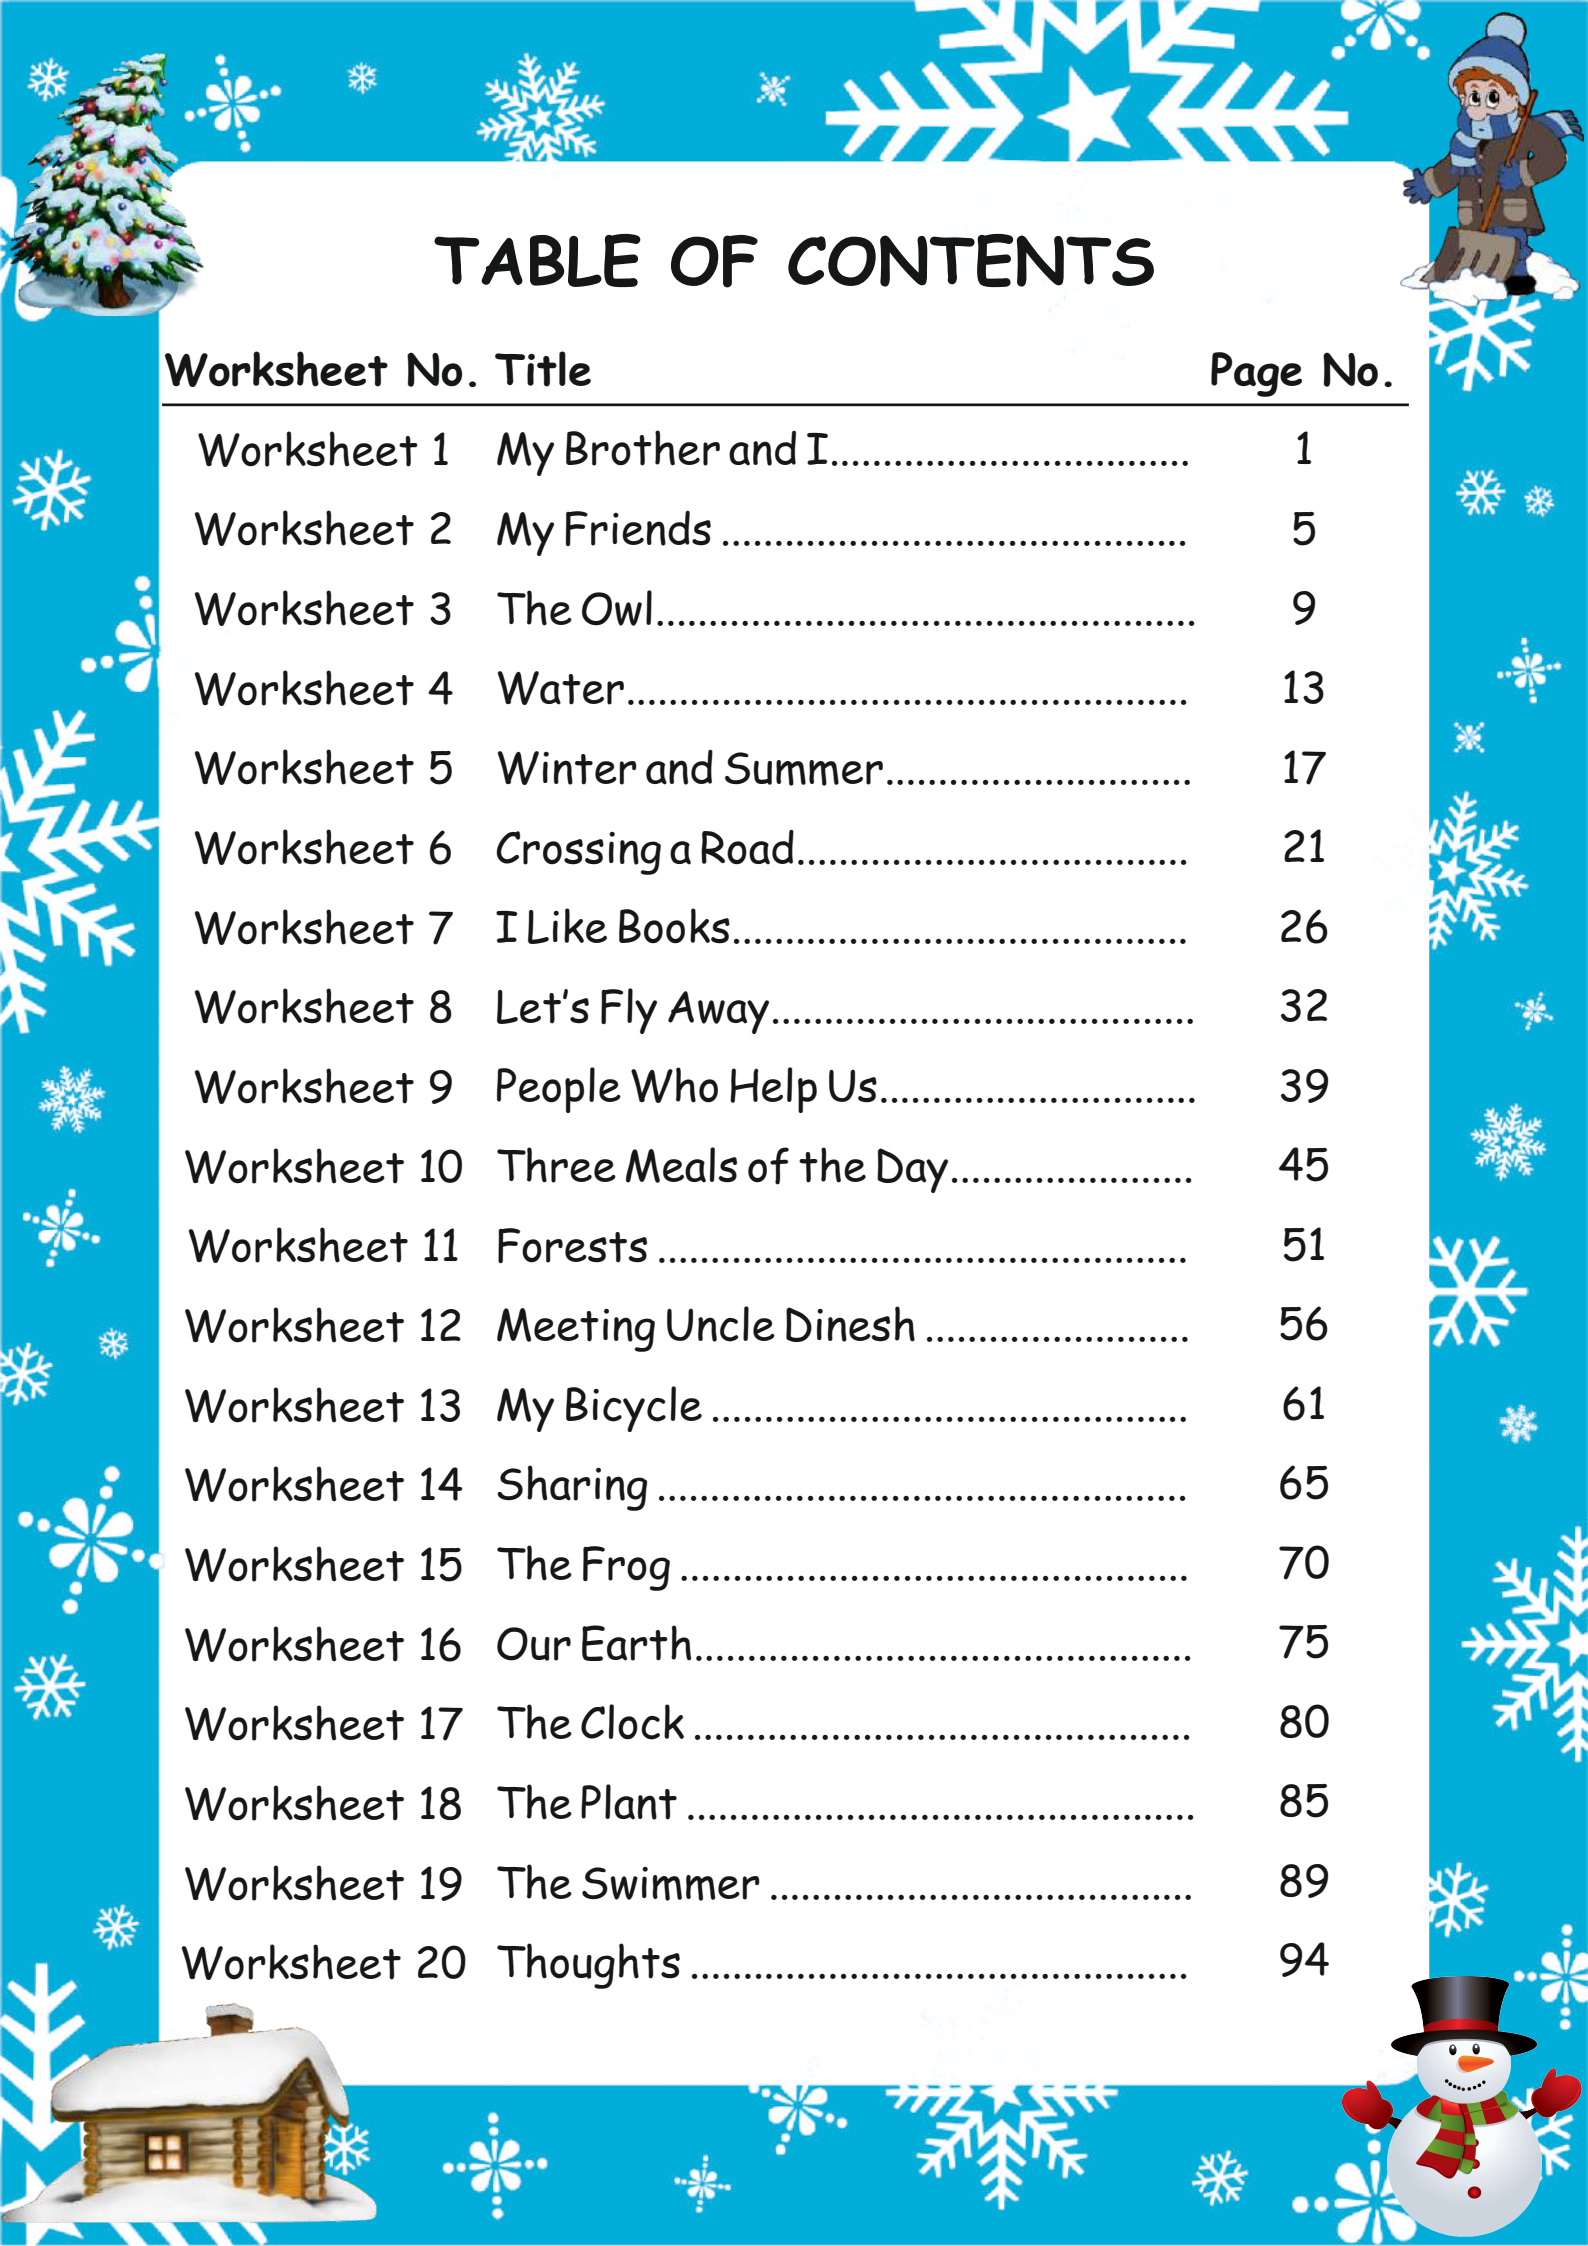 TABLE OF CONTENTS
Worksheet No. Title Page No.
Worksheet 1 My Brother and I.................................. 1
Worksheet 2 My Friends ............................................ 5
Worksheet 3 The Owl................................................... 9
Worksheet 4 Water..................................................... 13
Worksheet 5 Winter and Summer............................. 17
Worksheet 6 Crossing a Road..................................... 21
Worksheet 7 I Like Books........................................... 26
Worksheet 8 Let's Fly Away........................................ 32
Worksheet 9 People Who Help Us.............................. 39
Worksheet 10 Three Meals of the Day....................... 45
Worksheet 11 Forests .................................................. 51
Worksheet 12 Meeting Uncle Dinesh ......................... 56
Worksheet 13 My Bicycle ............................................. 61
Worksheet 14 Sharing .................................................. 65
Worksheet 15 The Frog ................................................ 70
Worksheet 16 Our Earth............................................... 75
Worksheet 17 The Clock ............................................... 80
Worksheet 18 The Plant ................................................ 85
Worksheet 19 The Swimmer ........................................ 89
Worksheet 20 Thoughts ............................................... 94